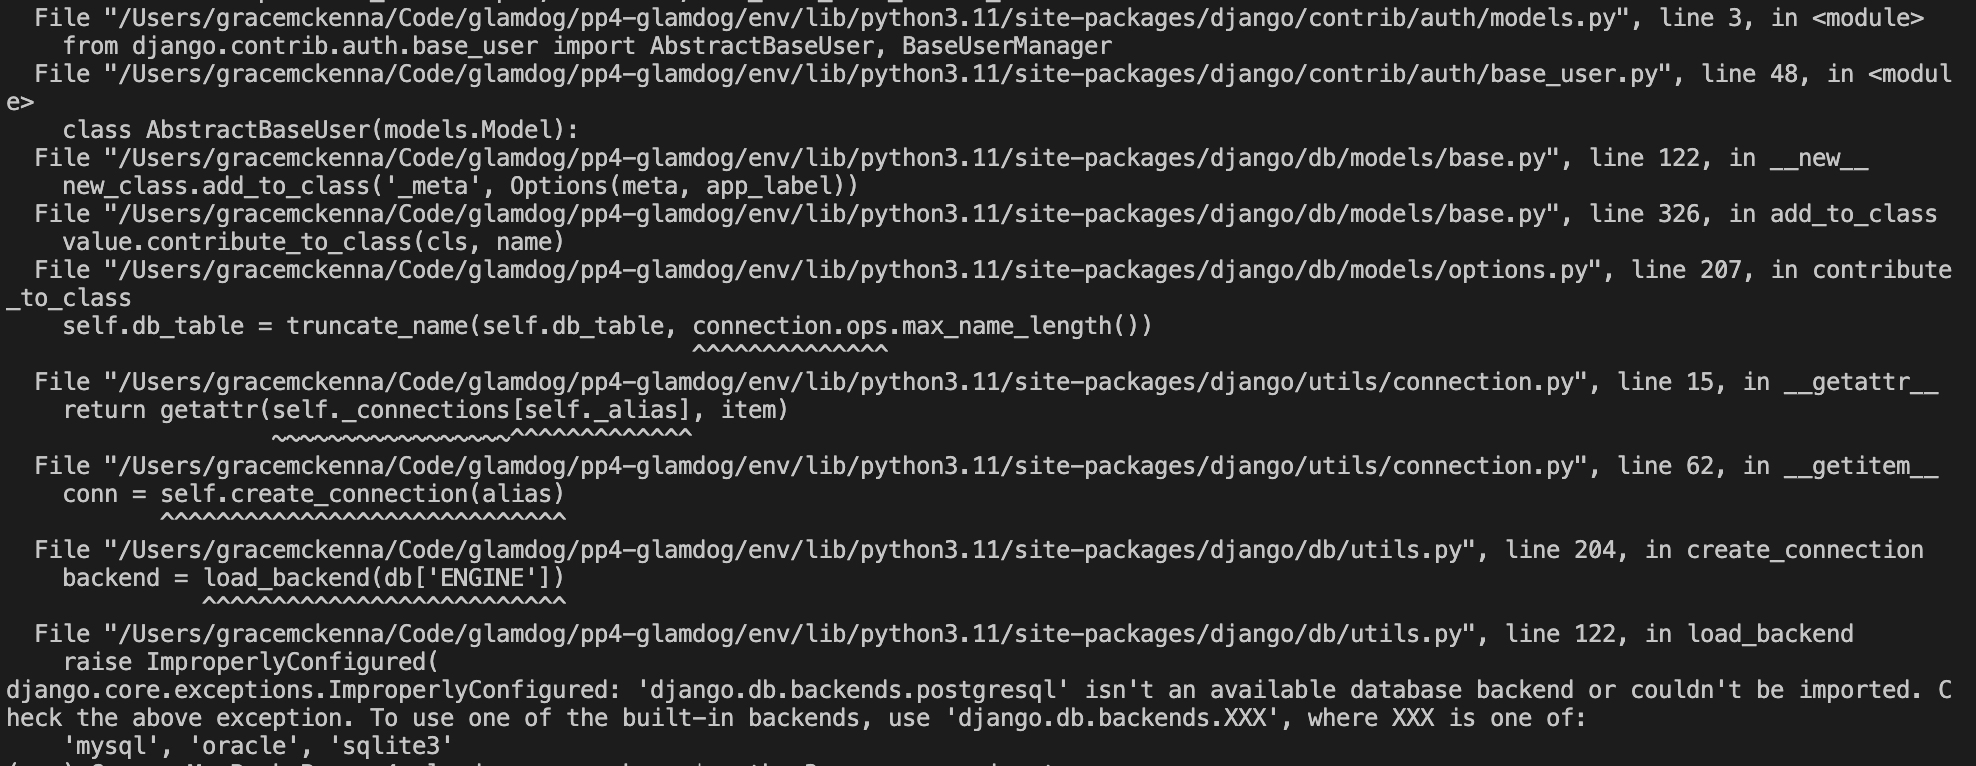 File "/Users/gracemckenna/Code/glamdog/pp4-glamdog/env/lib/python3.11/site-packages/django/contrib/auth/models.py", line 3, in <module>
from django.contrib.auth.base_user import AbstractBaseUser, BaseUserManager
File "/Users/gracemckenna/Code/glamdog/pp4-glamdog/env/lib/python3.11/site-packages/django/contrib/auth/base_user.py", line 48, in <modul
e>
class AbstractBaseUser(models.Model):
File "/Users/gracemckenna/Code/glamdog/pp4-glamdog/env/lib/python3.11/site-packages/django/db/models/base.py", line 122, in __new__
new_class.add_to_class('_meta', Options(meta, app_label))
File "/Users/gracemckenna/Code/glamdog/pp4-glamdog/env/lib/python3.11/site-packages/django/db/models/base.py", line 326, in add_to_class
value.contribute_to_class(cls, name)
File "/Users/gracemckenna/Code/glamdog/pp4-glamdog/env/lib/python3.11/site-packages/django/db/models/options.py", line 207, in contribute
_to_class
self.db_table = truncate_name(self.db_table, connection.ops.max_name_length())
^^^^^^^^^^^^^^
File "/Users/gracemckenna/Code/glamdog/pp4-glamdog/env/lib/python3.11/site-packages/django/utils/connection.py", line 15, in __getattr__
return getattr(self._connections[self._alias], item)
~~~~~~~~~~~~~~~~~^^^^^^^^^^^^^
File "/Users/gracemckenna/Code/glamdog/pp4-glamdog/env/lib/python3.11/site-packages/django/utils/connection.py", line 62, in __getitem__
conn = self.create_connection(alias)
^^^^^^^^^^^^^^^^^^^^^^^^^^^^^
File "/Users/gracemckenna/Code/glamdog/pp4-glamdog/env/lib/python3.11/site-packages/django/db/utils.py", line 204, in create_connection
backend = load_backend(db['ENGINE'])
^^^^^^^^^^^^^^^^^^^^^^^^^^
File "/Users/gracemckenna/Code/glamdog/pp4-glamdog/env/lib/python3.11/site-packages/django/db/utils.py", line 122, in load_backend
raise ImproperlyConfigured(
django.core.exceptions.ImproperlyConfigured: 'django.db.backends.postgresql' isn't an available database backend or couldn't be imported. C
heck the above exception. To use one of the built-in backends, use 'django.db.backends.XXX', where XXX is one of:
'mysql', 'oracle', 'sqlite3'